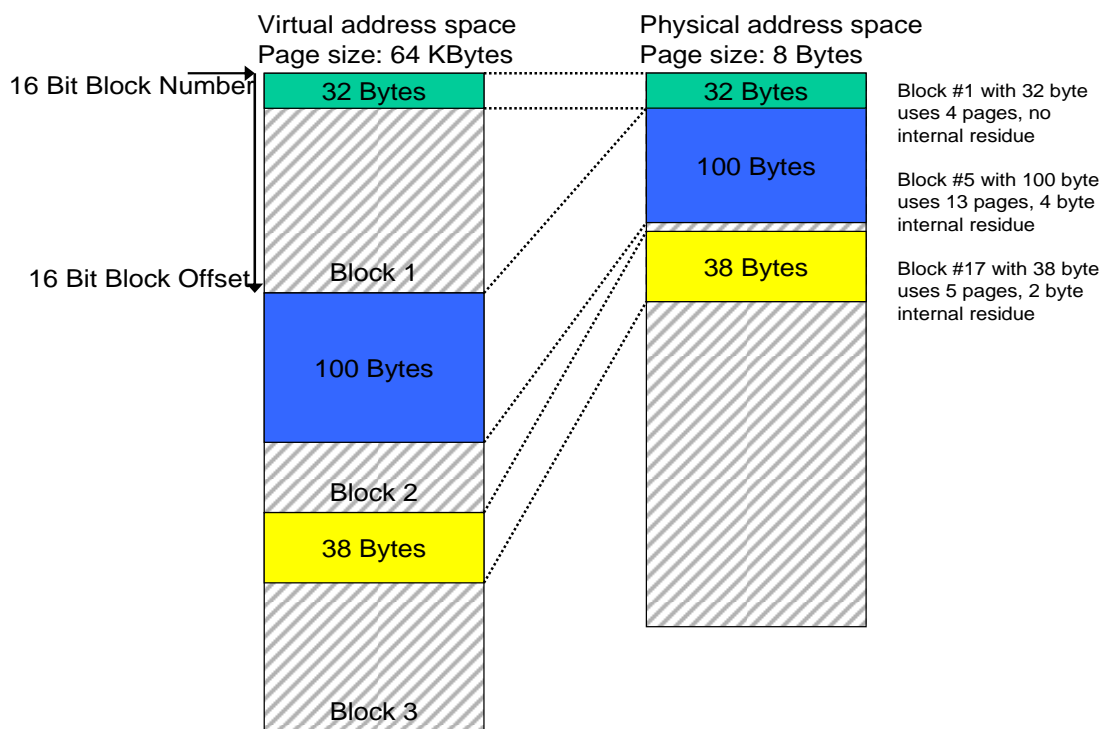 Virtual address space
Page size: 64 KBytes
Physical address space
Page size: 8 Bytes
16 Bit Block Number
32 Bytes
32 Bytes
Block #1 with 32 byte
uses 4 pages, no
internal residue
100 Bytes
Block #5 with 100 byte
uses 13 pages, 4 byte
internal residue
16 Bit Block Offset
Block 1
38 Bytes
Block #17 with 38 byte
uses 5 pages, 2 byte
internal residue
100 Bytes
Block 2
38 Bytes
Block 3